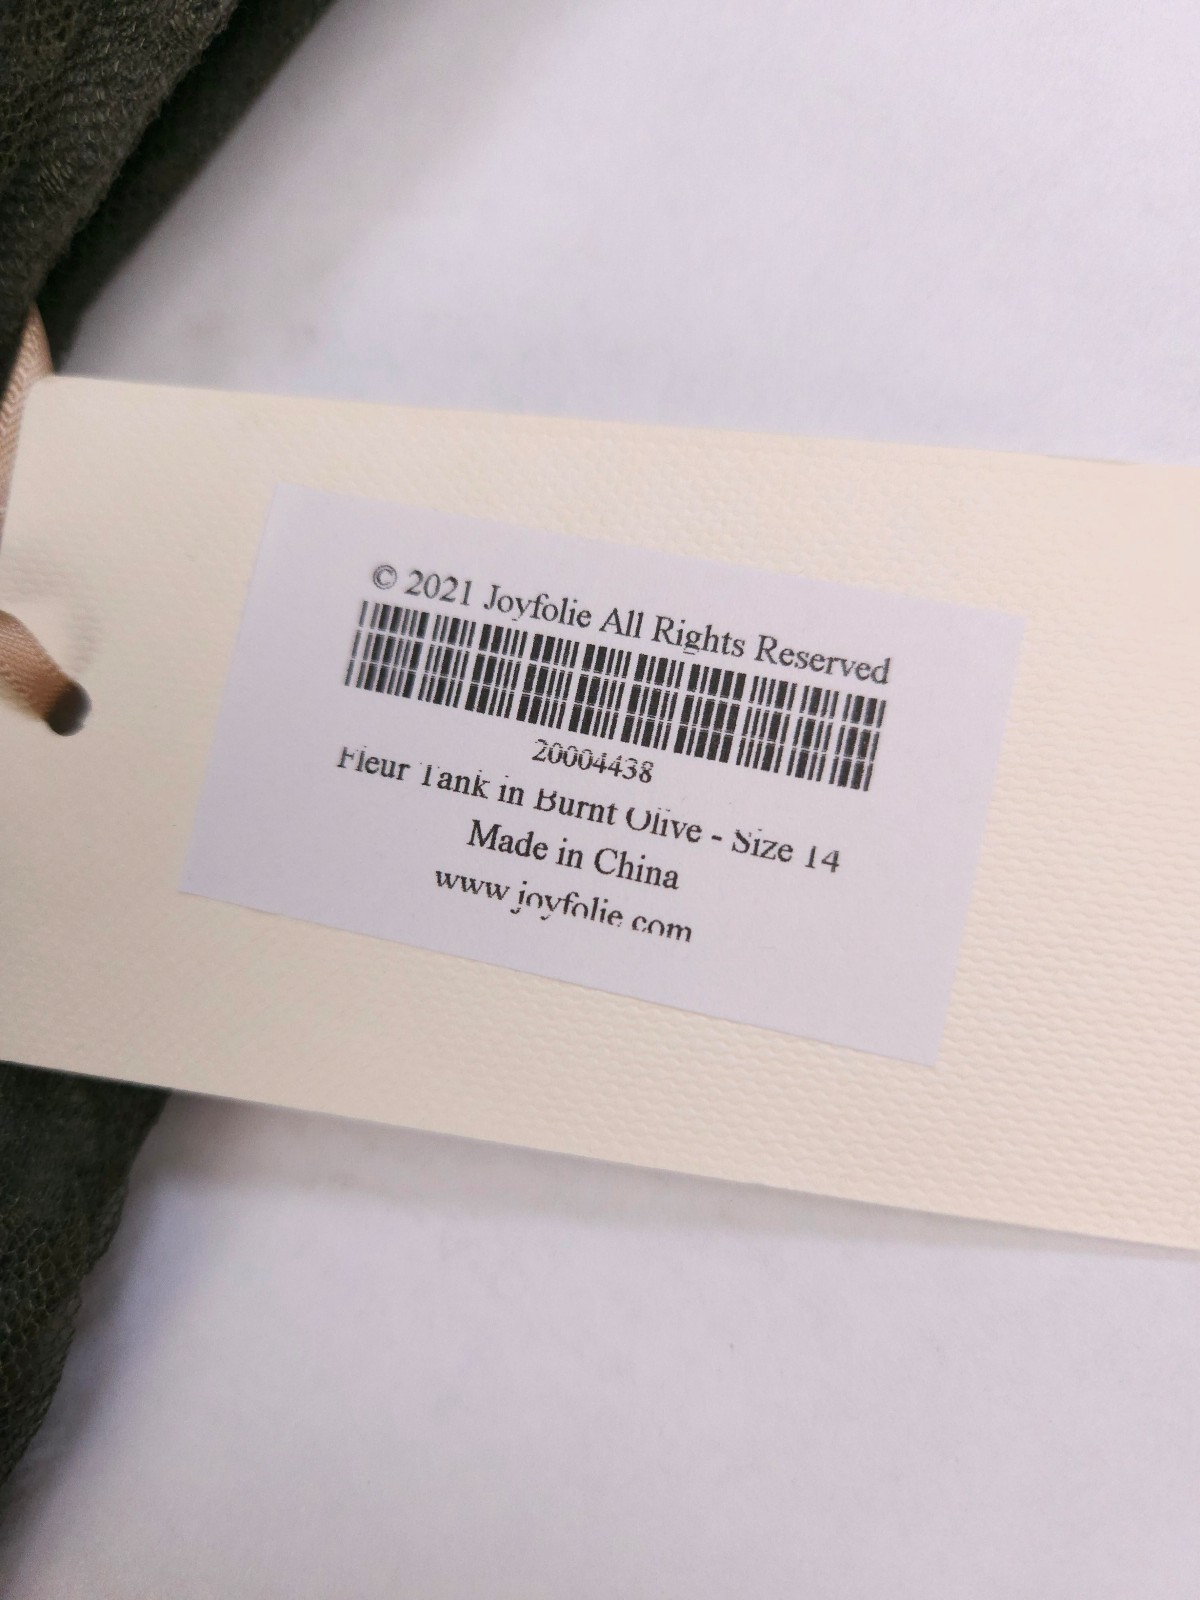 © 2021 Joyfolie All Rights Reserved
20004438
Fleur Tank in Burnt Olive - Size 14
Made in China
www.joyfolie.com